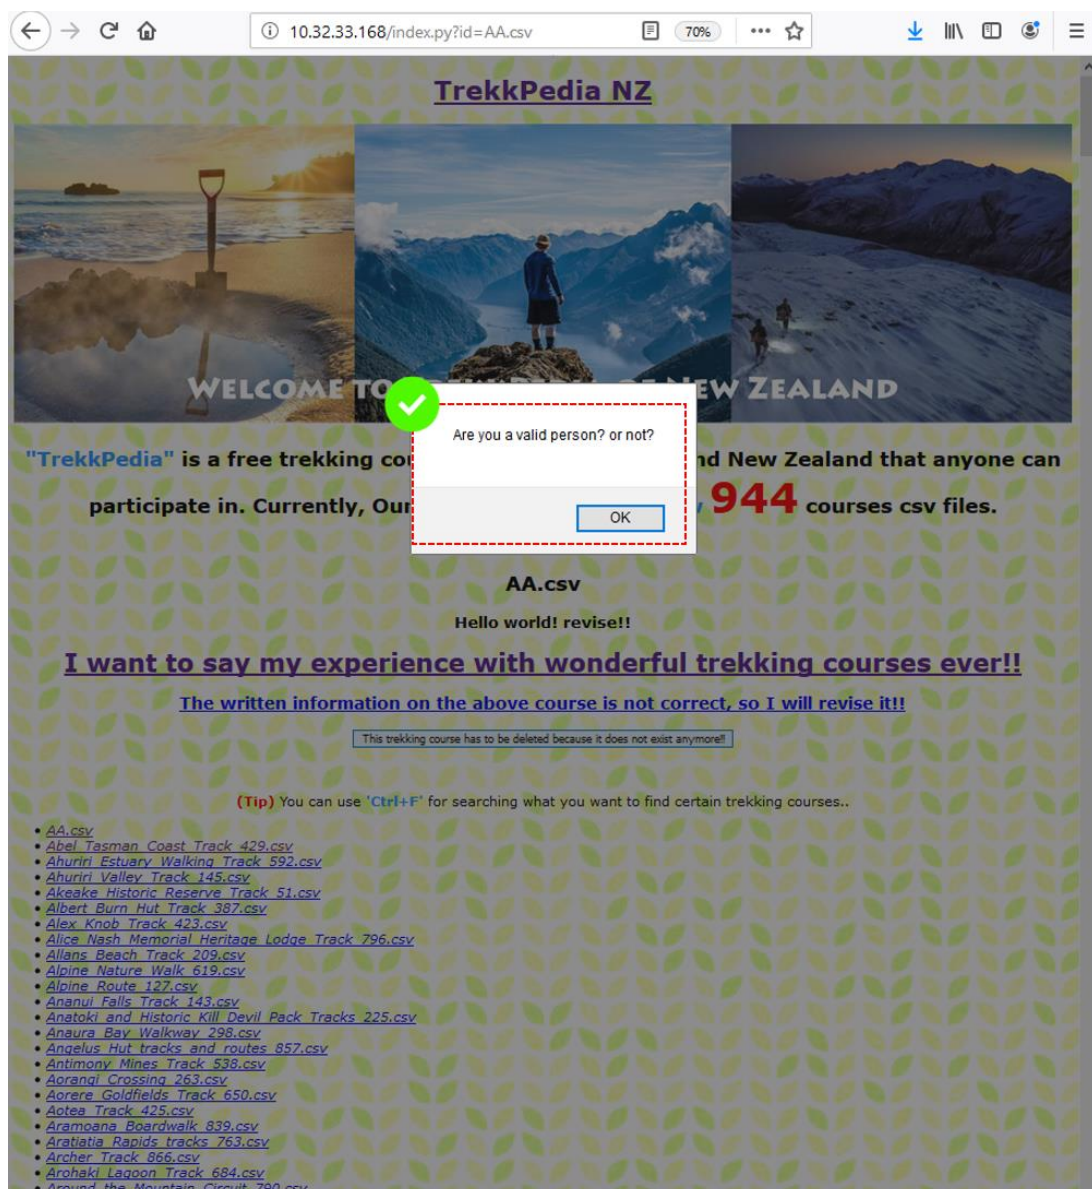 10.32.33.168/index.py?id=AA.csv 70%
TrekkPedia NZ
WELCOME TO NEW ZEALAND
Are you a valid person? or not?
OK
"TrekkPedia" is a free trekking nd New Zealand that anyone can
participate in. Currently, Our 944 courses csv files.
AA.csv
Hello world! revise!!
I want to say my experience with wonderful trekking courses ever!!
The written information on the above course is not correct, so I will revise it!!
This trekking course has to be deleted because it does not exist anymore!!
(Tip) You can use 'Ctrl+F' for searching what you want to find certain trekking courses..
• AA.csv
• Abel_Tasman_Coast_Track_429.csv
• Ahuriri_Estuary_Walking_Track_592.csv
• Ahuriri_Valley_Track_145.csv
• Akeake_Historic_Reserve_Track_51.csv
• Albert_Burn_Hut_Track_387.csv
• Alex_Knob_Track_423.csv
• Alice_Nash_Memorial_Heritage_Lodge_Track_796.csv
• Allans_Beach_Track_209.csv
• Alpine_Nature_Walk_619.csv
• Alpine_Route_127.csv
• Ananui_Falls_Track_143.csv
• Anatoki_and_Historic_Kill_Devil_Pack_Tracks_225.csv
• Anaura_Bay_Walkway_298.csv
• Angelus_Hut_tracks_and_routes_857.csv
• Antimony_Mines_Track_538.csv
• Aorangi_Crossing_263.csv
• Aorere_Goldfields_Track_650.csv
• Aotea_Track_425.csv
• Aramoana_Boardwalk_839.csv
• Aratiatia_Rapids_tracks_763.csv
• Archer_Track_866.csv
• Arohaki_Lagoon_Track_684.csv
• Around_the_Mountain_Circuit_790.csv